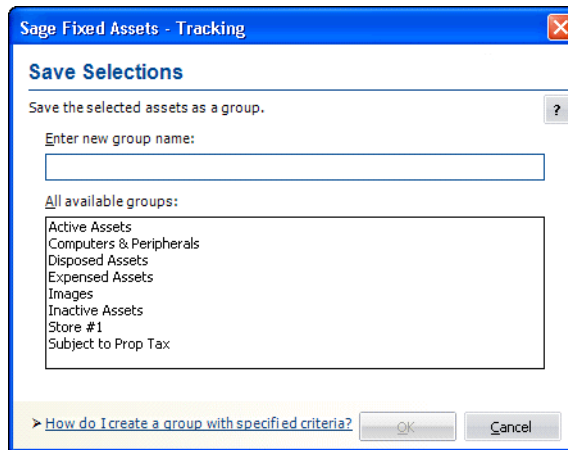 Sage Fixed Assets - Tracking
Save Selections
Save the selected assets as a group.
?
Enter new group name:
All available groups:
Active Assets
Computers & Peripherals
Disposed Assets
Expensed Assets
Images
Inactive Assets
Store #1
Subject to Prop Tax
How do I create a group with specified criteria?
OK
Cancel